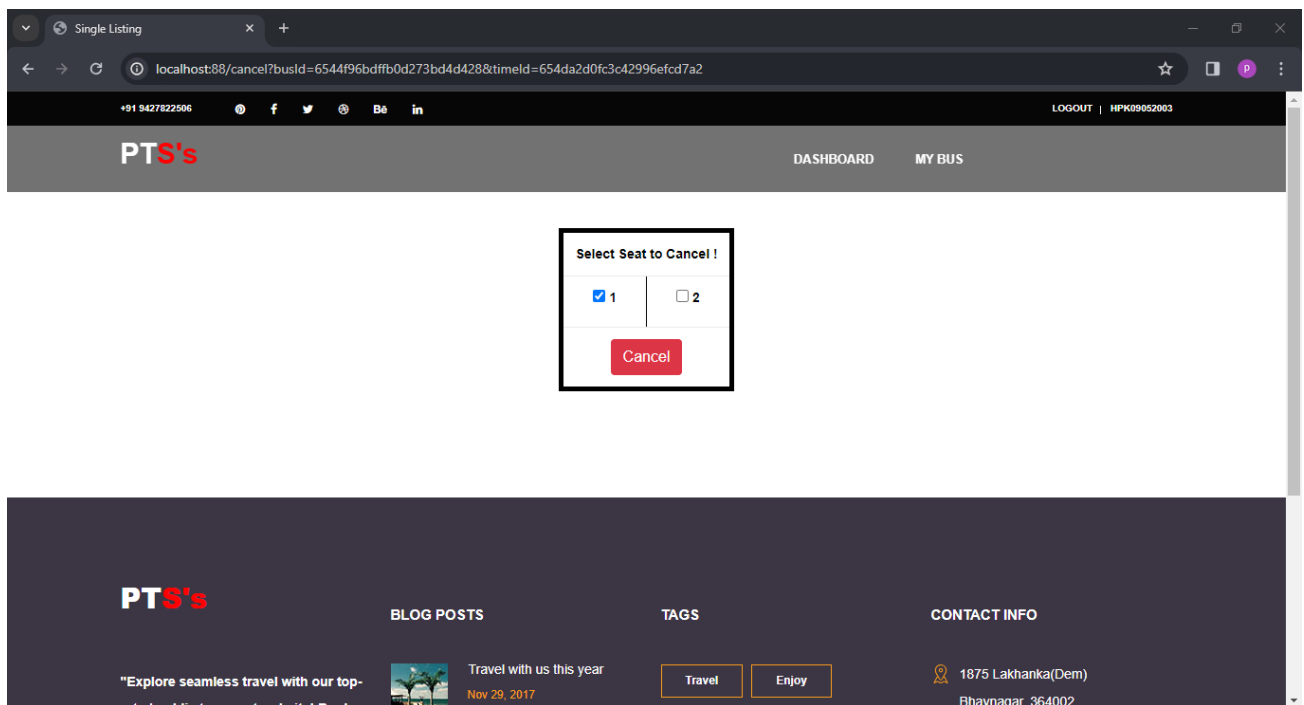 Single Listing
localhost:88/cancel?busId=6544f96bdffb0d273bd4d428&timeId=654da2d0fc3c42996efcd7a2
P
+91 9427822506
Bē
in
LOGOUT | HPK09052003
PTS's
DASHBOARD MY BUS
Select Seat to Cancel !
1 2
Cancel
PTS's
BLOG POSTS
TAGS
CONTACT INFO
"Explore seamless travel with our top-
Travel with us this year
Nov 29, 2017
Travel Enjoy
1875 Lakhanka(Dem)
Bhavnagar, 364002